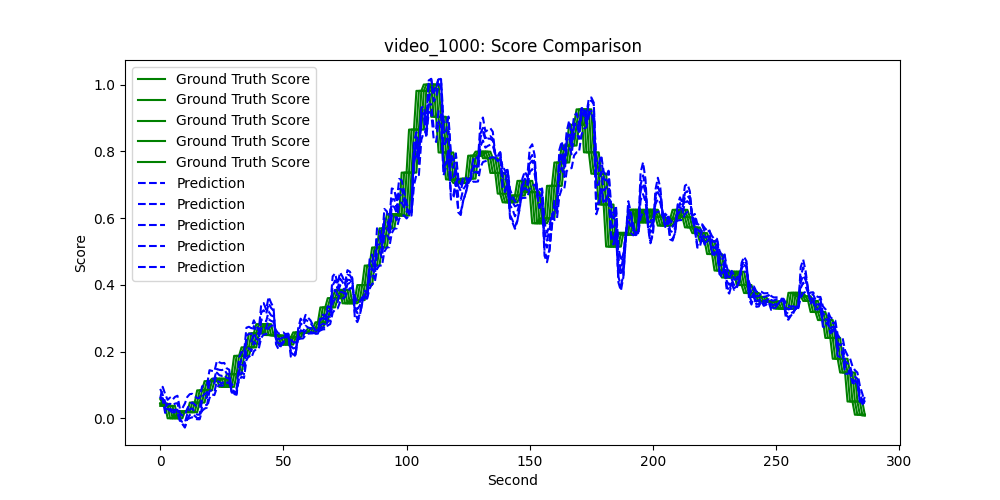 video_1000: Score Comparison
Ground Truth Score
Ground Truth Score
Ground Truth Score
Ground Truth Score
Ground Truth Score
Prediction
Prediction
Prediction
Prediction
Prediction
Score
1.0
0.8
0.6
0.4
0.2
0.0
0 50 100 150 200 250 300
Second